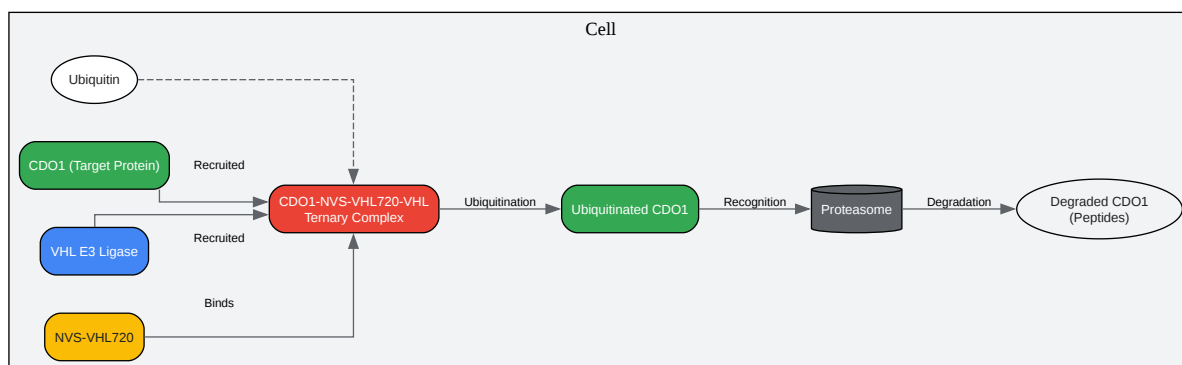 Cell
Ubiquitin
CDO1 (Target Protein)
Recruited
VHL E3 Ligase
Recruited
Binds
NVS-VHL720
CDO1-NVS-VHL720-VHL
Ternary Complex
Ubiquitination
Ubiquitinated CDO1
Recognition
Proteasome
Degradation
Degraded CDO1
(Peptides)